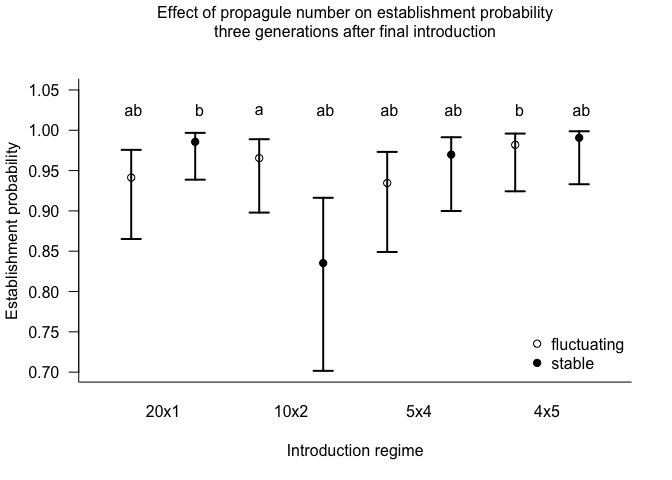 Effect of propagule number on establishment probability
three generations after final introduction
Establishment probability
1.05
1.00
0.95
0.90
0.85
0.80
0.75
0.70
ab b a ab ab ab b ab
fluctuating
stable
20x1 10x2 5x4 4x5
Introduction regime